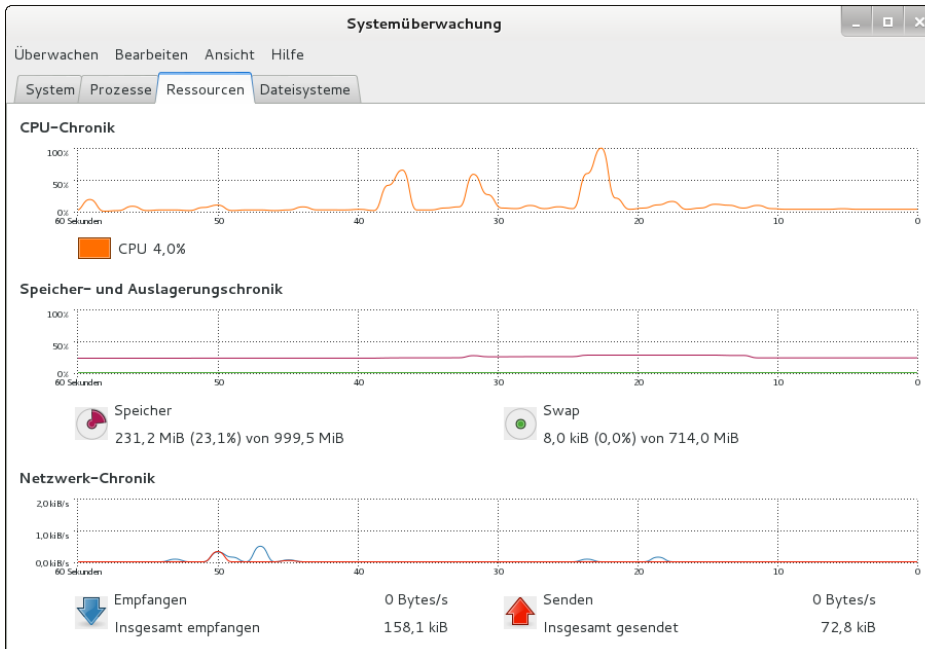 Systemüberwachung
Überwachen Bearbeiten Ansicht Hilfe
System Prozesse Ressourcen Dateisysteme
CPU-Chronik
100%
50%
0%
60 Sekunden 50 40 30 20 10 0
CPU 4,0%
Speicher- und Auslagerungschronik
100%
50%
0%
60 Sekunden 50 40 30 20 10 0
Speicher Swap
231,2 MiB (23,1%) von 999,5 MiB 8,0 kiB (0,0%) von 714,0 MiB
Netzwerk-Chronik
2,0 kiB/s
1,0 kiB/s
0,0 kiB/s
60 Sekunden 50 40 30 20 10 0
Empfangen 0 Bytes/s Senden 0 Bytes/s
Insgesamt empfangen 158,1 kiB Insgesamt gesendet 72,8 kiB